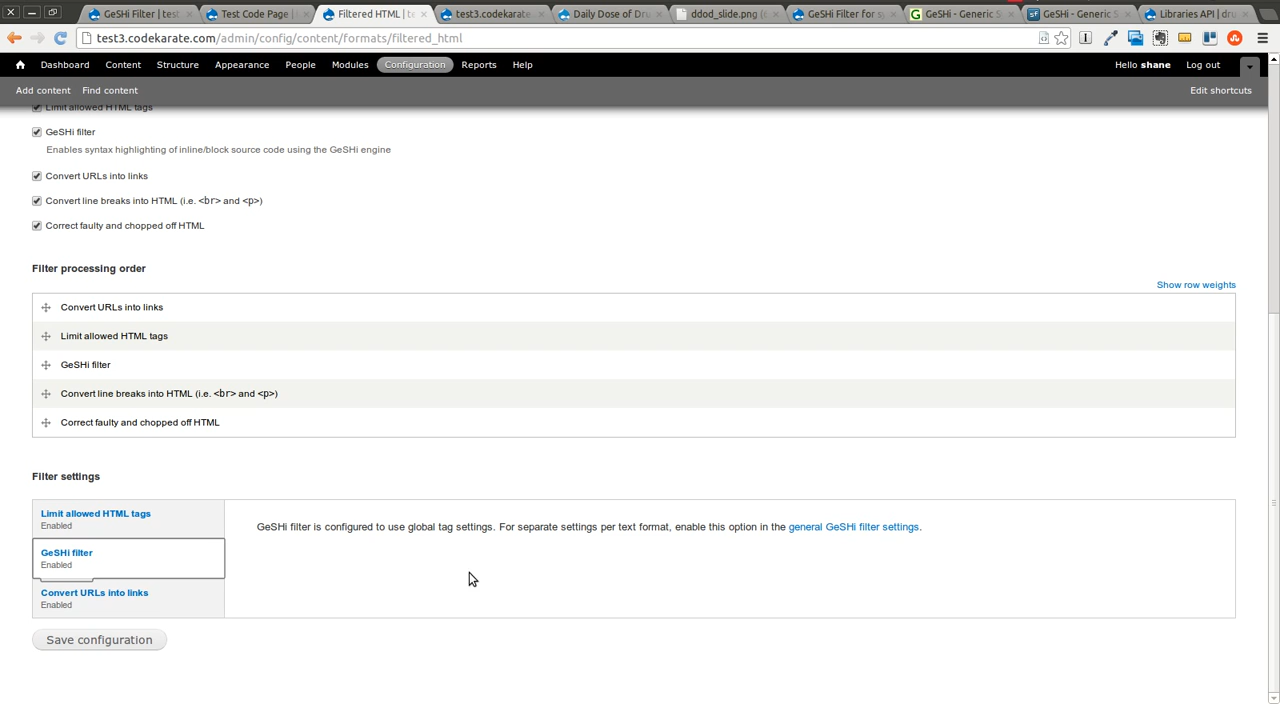 GeSHi Filter | test
Test Code Page |
Filtered HTML | te
test3.codekarate.
Daily Dose of Dru
ddod_slide.png (
GeSHi Filter for sy
GeSHi - Generic S
GeSHi - Generic S
Libraries API | dru
test3.codekarate.com/admin/config/content/formats/filtered_html
Dashboard Content Structure Appearance People Modules Configuration Reports Help Hello shane Log out
Add content Find content Edit shortcuts
Limit allowed HTML tags
GeSHi filter
Enables syntax highlighting of inline/block source code using the GeSHi engine
Convert URLs into links
Convert line breaks into HTML (i.e. <br> and <p>)
Correct faulty and chopped off HTML
Filter processing order
Show row weights
Convert URLs into links
Limit allowed HTML tags
GeSHi filter
Convert line breaks into HTML (i.e. <br> and <p>)
Correct faulty and chopped off HTML
Filter settings
Limit allowed HTML tags
Enabled
GeSHi filter
Enabled
Convert URLs into links
Enabled
GeSHi filter is configured to use global tag settings. For separate settings per text format, enable this option in the general GeSHi filter settings.
Save configuration